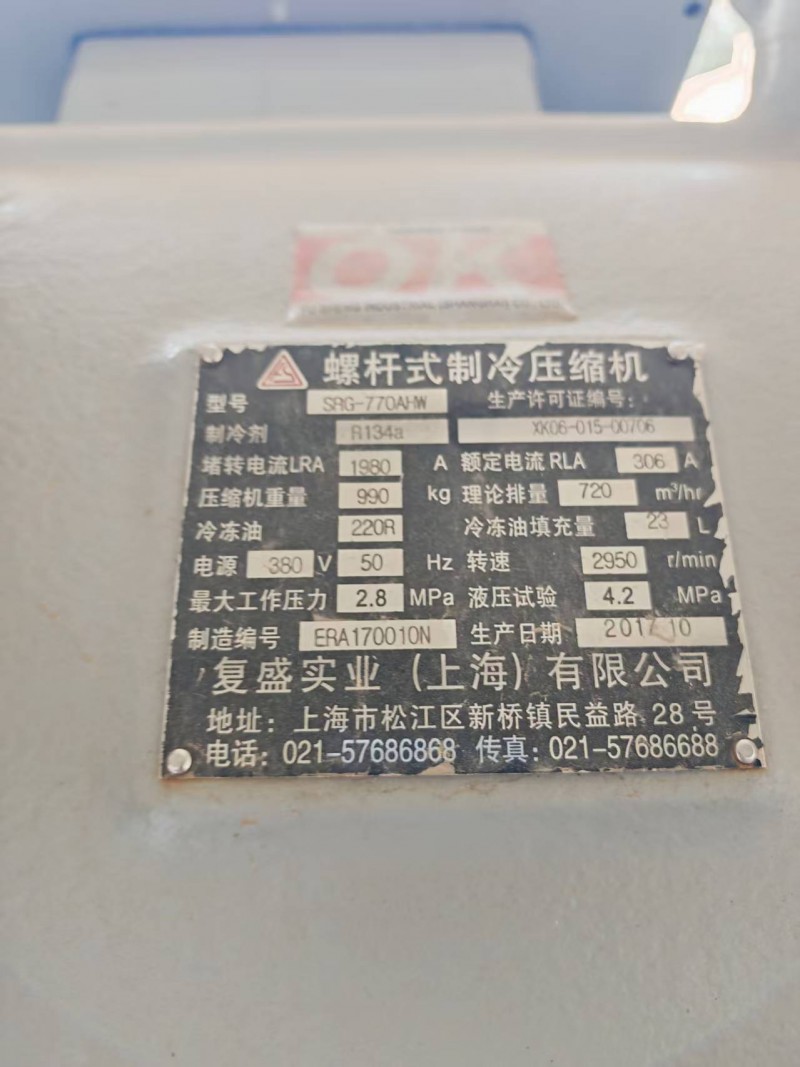 OK
螺杆式制冷压缩机
型号 SRG-770AHW 生产许可证编号:
制冷剂 R134a XK06-015-00706
堵转电流LRA 1980 A 额定电流RLA 306 A
压缩机重量 990 kg 理论排量 720 m³/hr
冷冻油 220R 冷冻油填充量 23 L
电源 380 V 50 Hz 转速 2950 r/min
最大工作压力 2.8 MPa 液压试验 4.2 MPa
制造编号 ERA170010N 生产日期 2017.10
复盛实业(上海)有限公司
地址: 上海市松江区新桥镇民益路 28 号
电话: 021-57686868 传真: 021-57686688